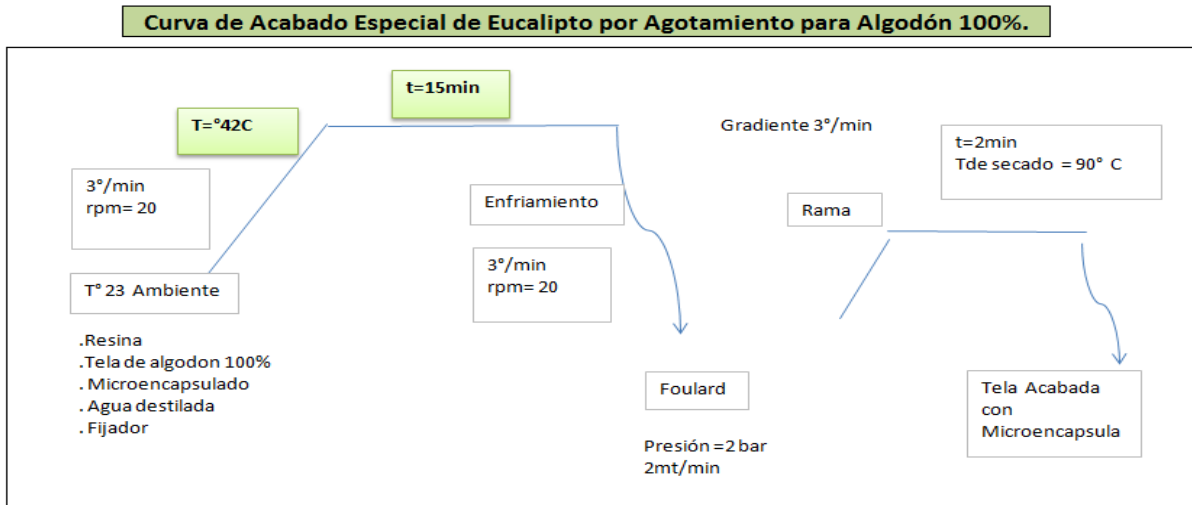 Curva de Acabado Especial de Eucalipto por Agotamiento para Algodón 100%.
t=15min
T=°42C
Gradiente 3°/min
t=2min
Tde secado = 90° C
3°/min
rpm= 20
Enfriamiento
Rama
3°/min
rpm= 20
T° 23 Ambiente
.Resina
.Tela de algodon 100%
. Microencapsulado
. Agua destilada
. Fijador
Foulard
Presión =2 bar
2mt/min
Tela Acabada
con
Microencapsula